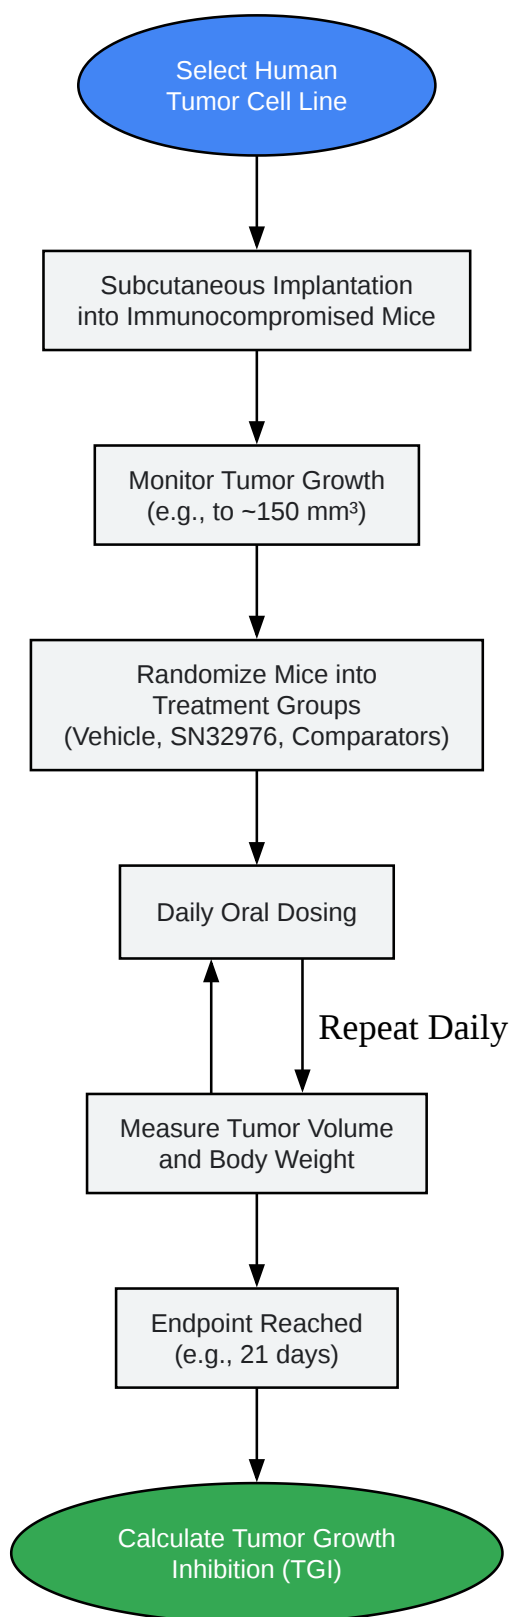 Select Human
Tumor Cell Line
Subcutaneous Implantation
into Immunocompromised Mice
Monitor Tumor Growth
(e.g., to ~150 mm³)
Randomize Mice into
Treatment Groups
(Vehicle, SN32976, Comparators)
Daily Oral Dosing
Repeat Daily
Measure Tumor Volume
and Body Weight
Endpoint Reached
(e.g., 21 days)
Calculate Tumor Growth
Inhibition (TGI)